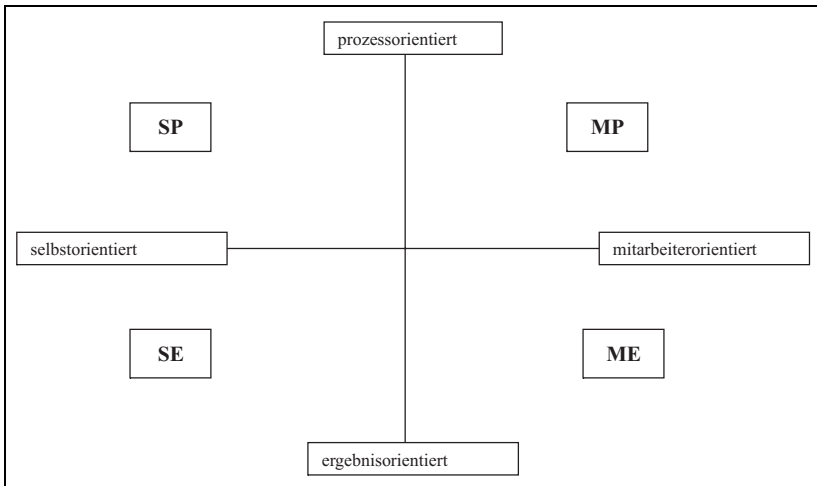 prozessorientiert
SP
MP
selbstorientiert
mitarbeiterorientiert
SE
ME
ergebnisorientiert